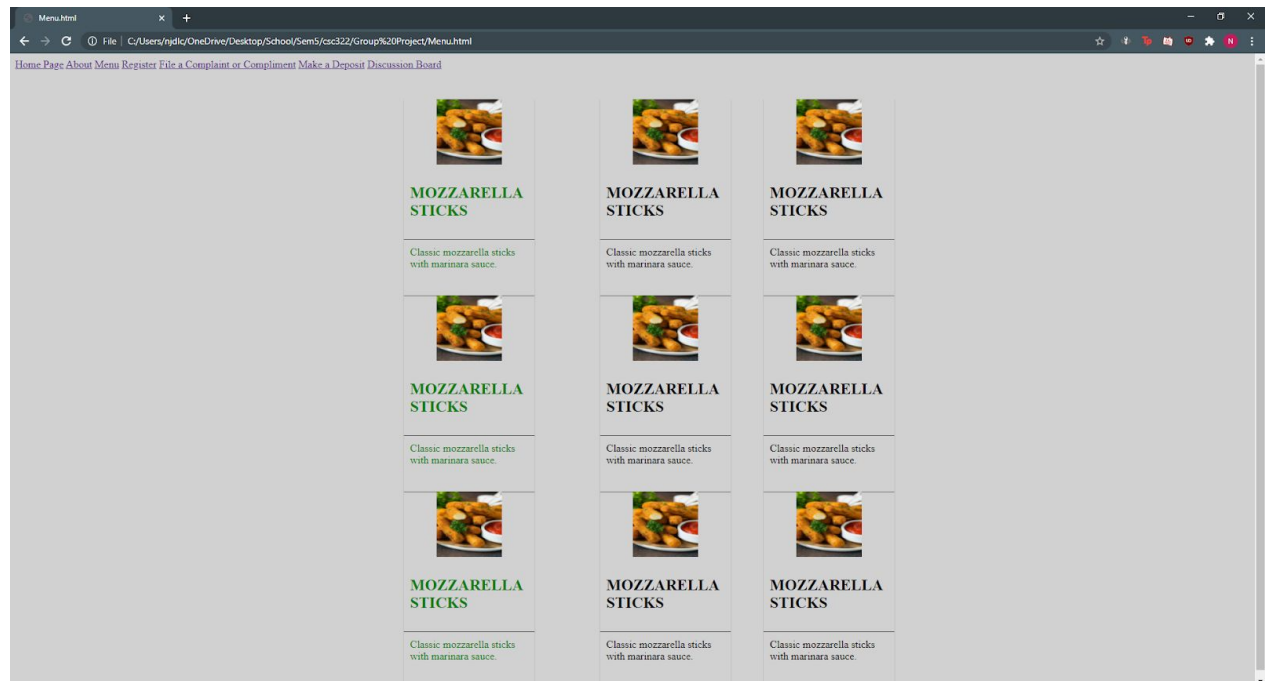 Menu.html
File C:/Users/njdlc/OneDrive/Desktop/School/Sem5/csc322/Group%20Project/Menu.html
N
Home Page About Menu Register File a Complaint or Compliment Make a Deposit Discussion Board
MOZZARELLA
STICKS
Classic mozzarella sticks
with marinara sauce.
MOZZARELLA
STICKS
Classic mozzarella sticks
with marinara sauce.
MOZZARELLA
STICKS
Classic mozzarella sticks
with marinara sauce.
MOZZARELLA
STICKS
Classic mozzarella sticks
with marinara sauce.
MOZZARELLA
STICKS
Classic mozzarella sticks
with marinara sauce.
MOZZARELLA
STICKS
Classic mozzarella sticks
with marinara sauce.
MOZZARELLA
STICKS
Classic mozzarella sticks
with marinara sauce.
MOZZARELLA
STICKS
Classic mozzarella sticks
with marinara sauce.
MOZZARELLA
STICKS
Classic mozzarella sticks
with marinara sauce.